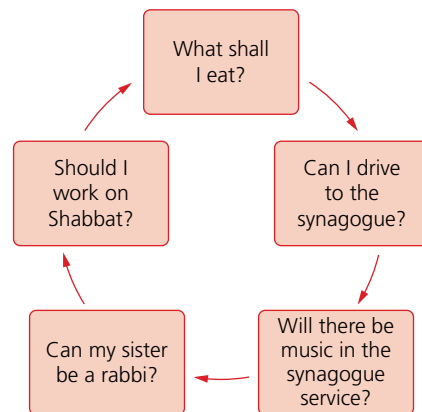 What shall
I eat?
Can I drive
to the
synagogue?
Will there be
music in the
synagogue
service?
Can my sister
be a rabbi?
Should I
work on
Shabbat?